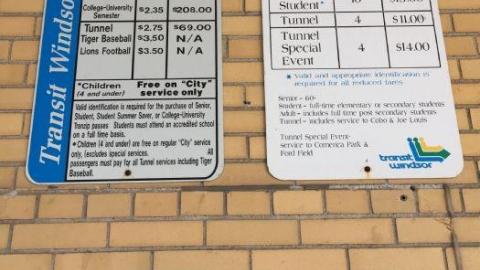 Transit Windsor
College-University Semester $2.35 $208.00
Tunnel $2.75 $69.00
Tiger Baseball $3.50 N/A
Lions Football $3.50 N/A
*Children (4 and under) Free on "City" service only
Valid identification is required for the purchase of Senior,
Student, Student Summer Saver, or College-University
Tranzip passes. Students must attend an accredited school
on a full time basis.
*Children (4 and under) are free on regular "City" service
only, (excludes special services. All
passengers must pay for all Tunnel services including Tiger
Baseball.
Student*
Tunnel 4 $11.00
Tunnel Special Event 4 $14.00
* Valid and appropriate identification is
required for all reduced fares
Senior - 60+
Student - full-time elementary or secondary students
Adult - includes full time post secondary students
Tunnel - includes service to Cobo & Joe Louis
Tunnel Special Event-
service to Comerica Park &
Ford Field
transit
windsor